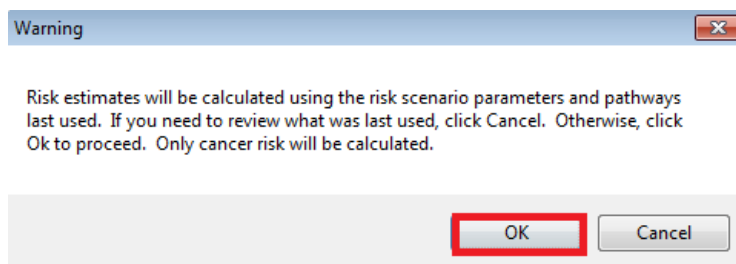 Warning
Risk estimates will be calculated using the risk scenario parameters and pathways
last used. If you need to review what was last used, click Cancel. Otherwise, click
Ok to proceed. Only cancer risk will be calculated.
OK Cancel